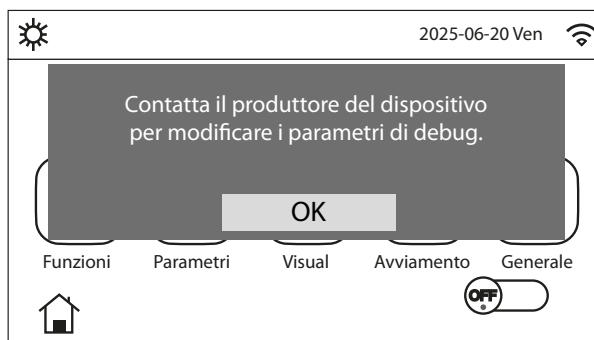 2025-06-20 Ven
Contatta il produttore del dispositivo
per modificare i parametri di debug.
OK
Funzioni Parametri Visual Avviamento Generale
OFF